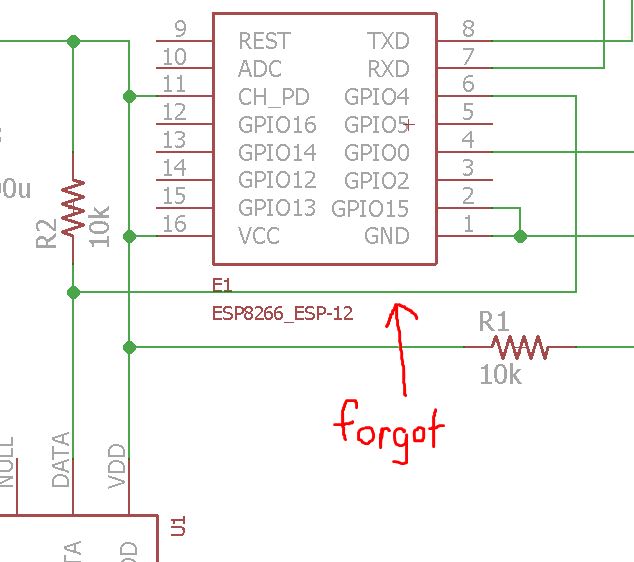 9 REST TXD 8
10 ADC RXD 7
11 CH_PD GPIO4 6
12 GPIO16 GPIO5 5
13 GPIO14 GPIO0 4
14 GPIO12 GPIO2 3
15 GPIO13 GPIO15 2
16 VCC GND 1
0u
R2
10k
E1
ESP8266_ESP-12
R1
10k
forgot
NULL
DATA
VDD
U1
TA
DD